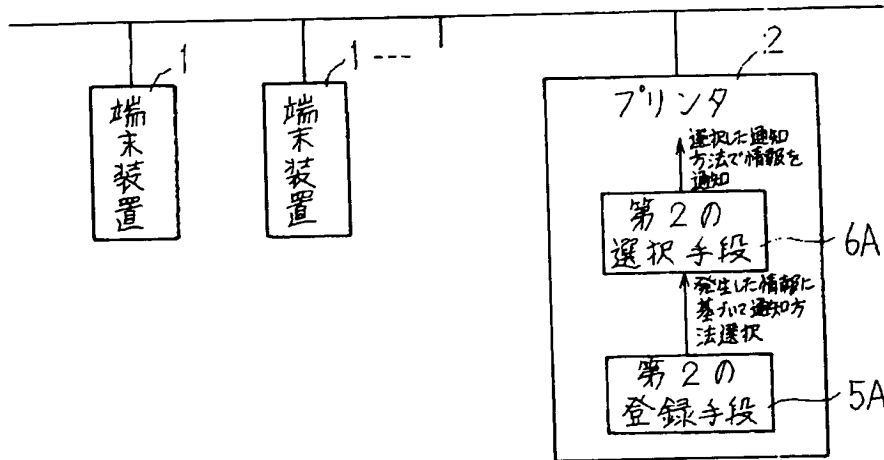 1
1
2
端末装置
端末装置
プリンタ
選択した通知
方法で情報を
通知
第2の
選択手段
6A
発生した情報に
基づいて通知方
法選択
第2の
登録手段
5A